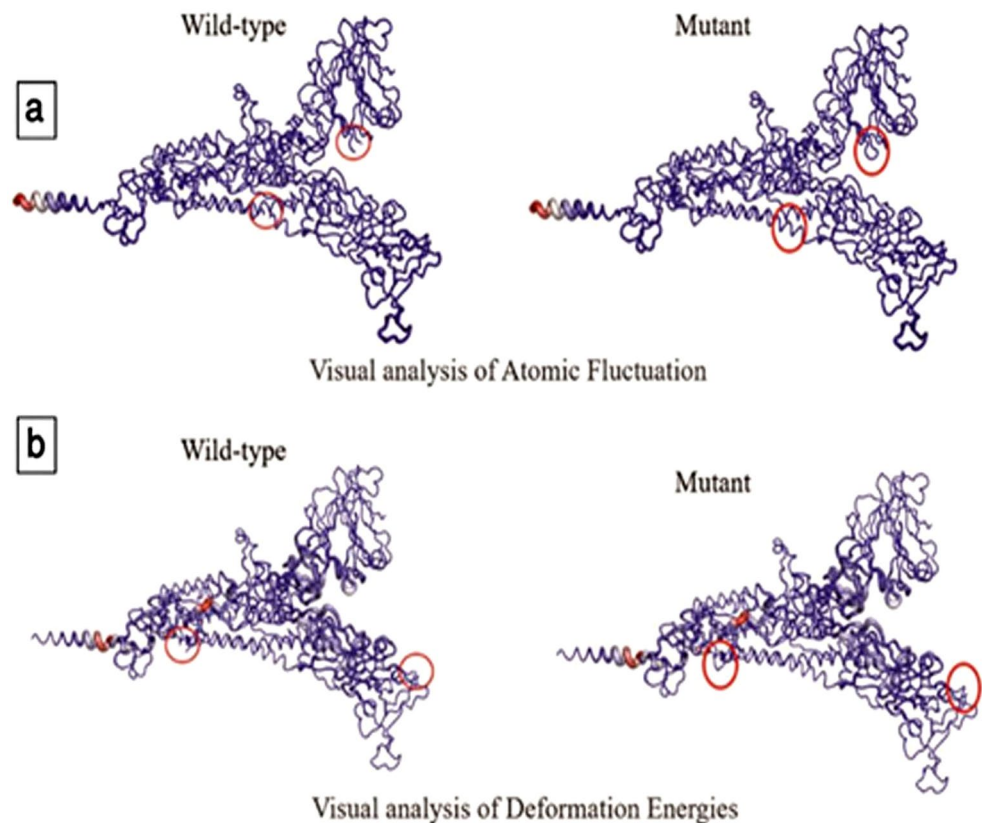 Wild-type
Mutant
a
Visual analysis of Atomic Fluctuation
b
Wild-type
Mutant
Visual analysis of Deformation Energies